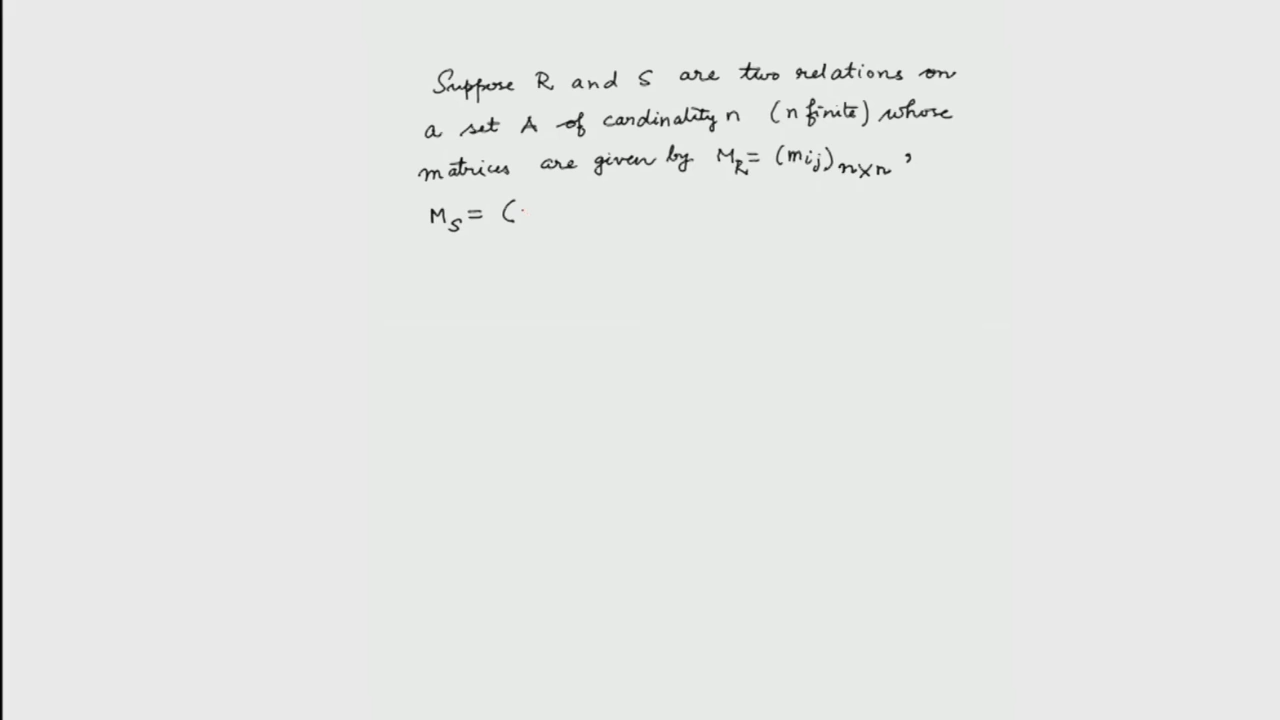 Suppose R and S are two relations on
a set A of cardinality n (n finite) whose
matrices are given by M_R = (m_ij)_n×n ,
M_S = (